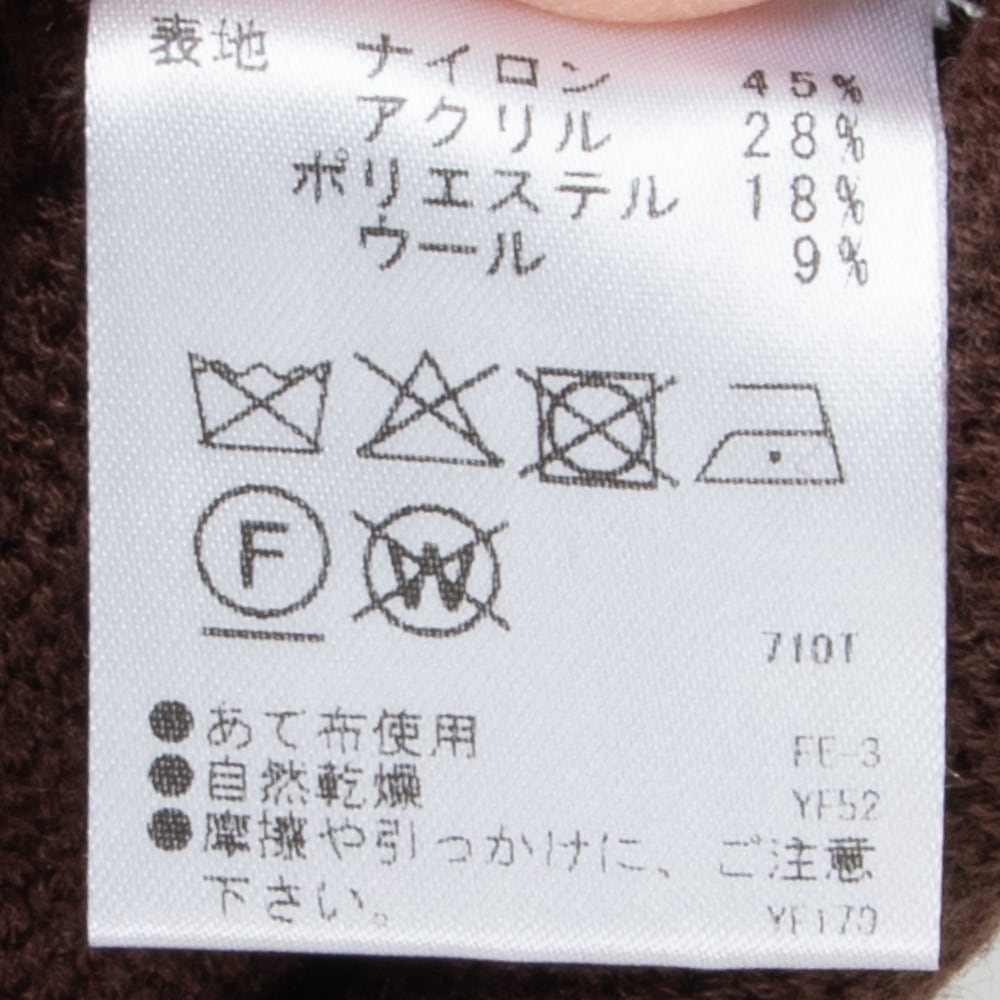 表地 ナイロン 45%
アクリル 28%
ポリエステル 18%
ウール 9%
F
W
7101
●あて布使用 FE-3
●自然乾燥 YF52
●摩擦や引っかけに、ご注意
下さい。 YF170